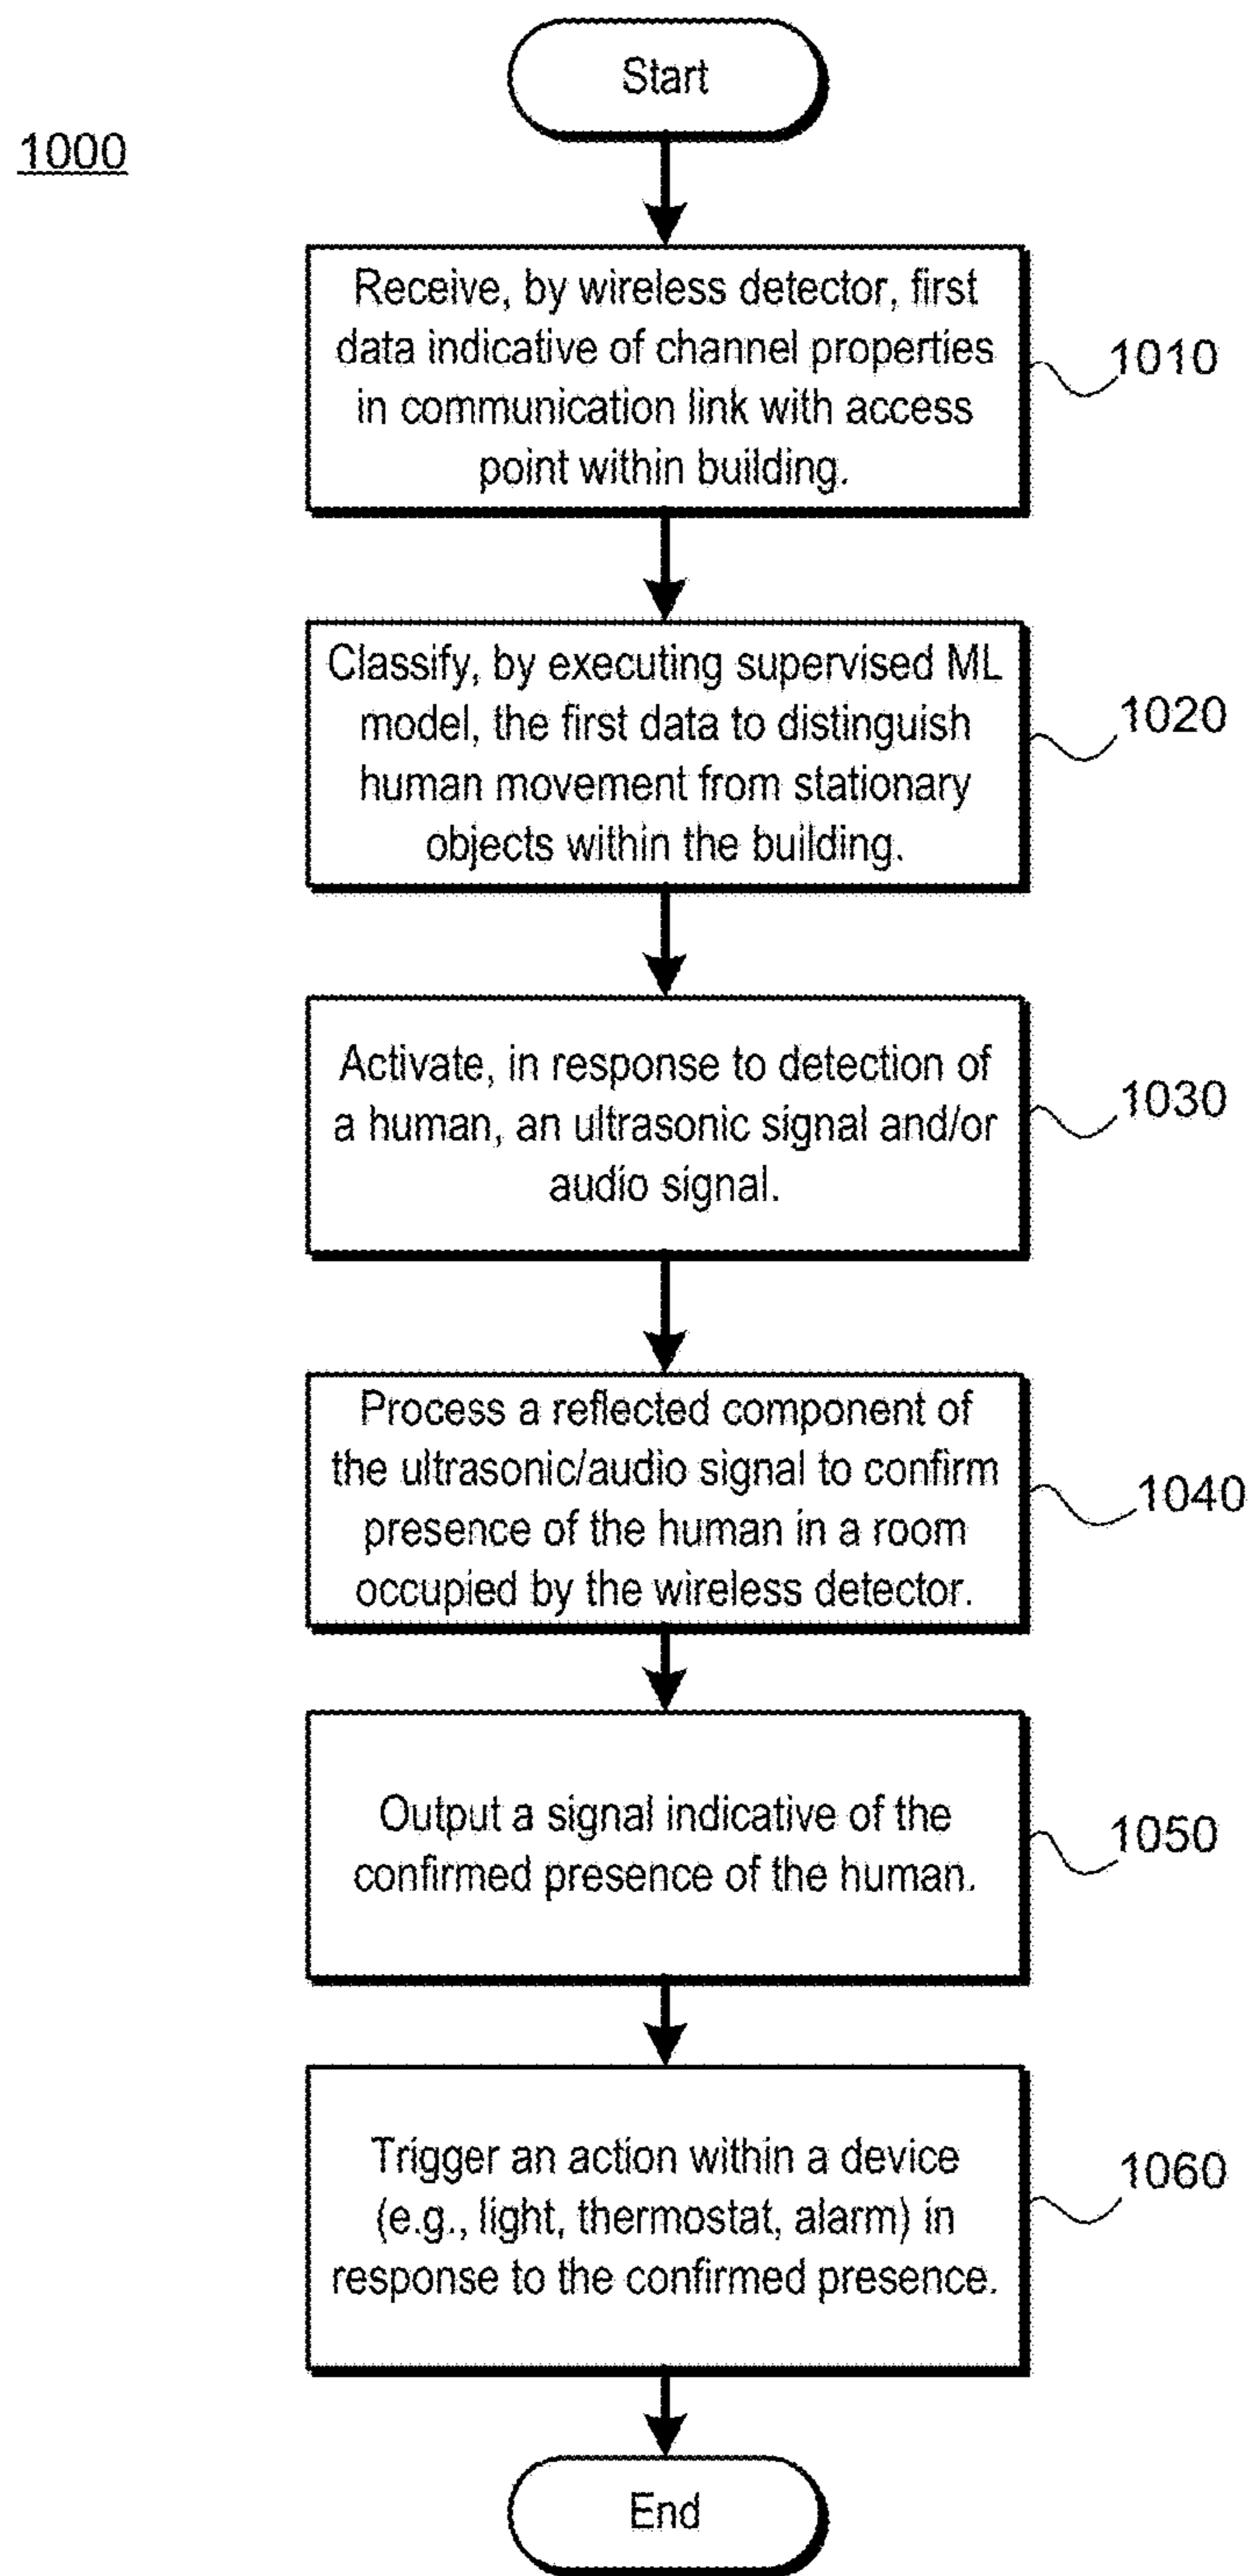 Start
1000
Receive, by wireless detector, first
data indicative of channel properties
in communication link with access
point within building.
1010
Classify, by executing supervised ML
model, the first data to distinguish
human movement from stationary
objects within the building.
1020
Activate, in response to detection of
a human, an ultrasonic signal and/or
audio signal.
1030
Process a reflected component of
the ultrasonic/audio signal to confirm
presence of the human in a room
occupied by the wireless detector.
1040
Output a signal indicative of the
confirmed presence of the human.
1050
Trigger an action within a device
(e.g., light, thermostat, alarm) in
response to the confirmed presence.
1060
End